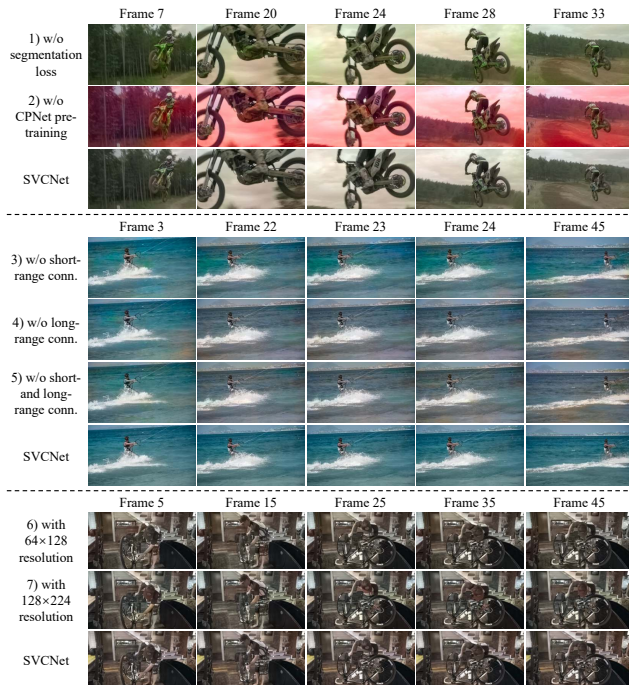 Frame 7 Frame 20 Frame 24 Frame 28 Frame 33
1) w/o
segmentation
loss
2) w/o
CPNet pre-
training
SVCNet
Frame 3 Frame 22 Frame 23 Frame 24 Frame 45
3) w/o short-
range conn.
4) w/o long-
range conn.
5) w/o short-
and long-
range conn.
SVCNet
Frame 5 Frame 15 Frame 25 Frame 35 Frame 45
6) with
64×128
resolution
7) with
128×224
resolution
SVCNet